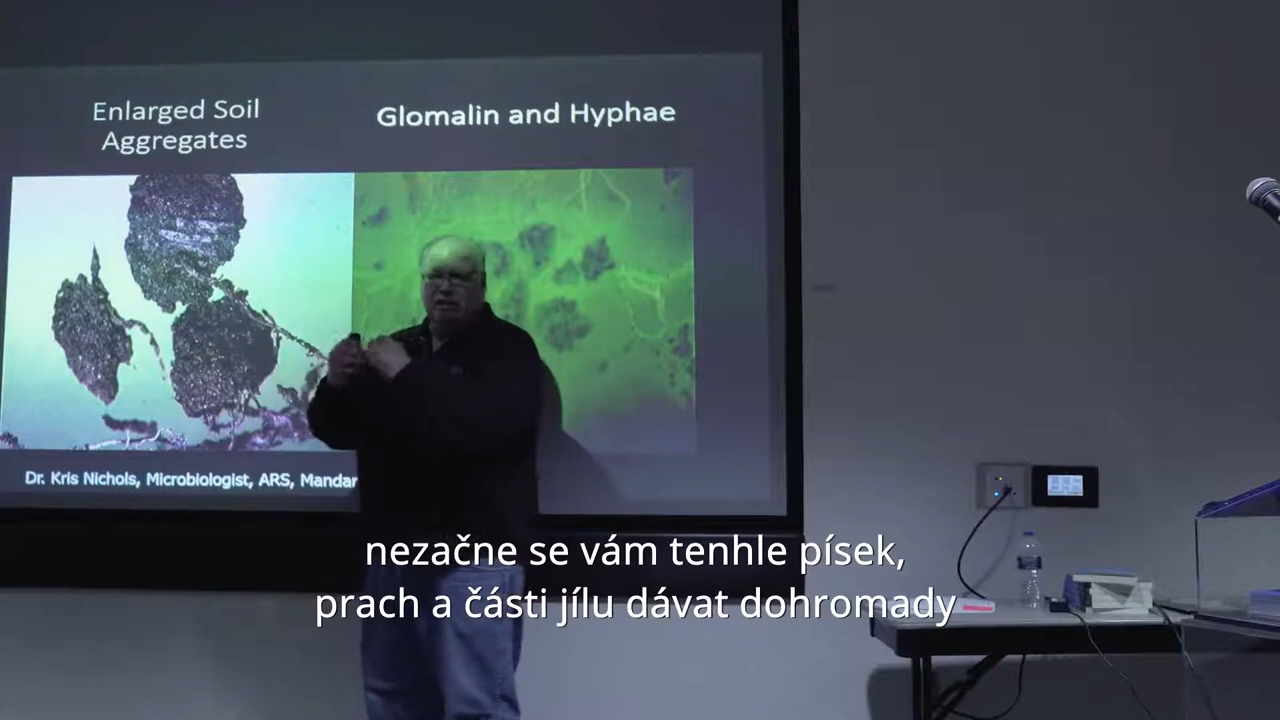 Enlarged Soil
Aggregates
Glomalin and Hyphae
Dr. Kris Nichols, Microbiologist, ARS, Mandan
nezačne se vám tenhle písek,
prach a části jílu dávat dohromady